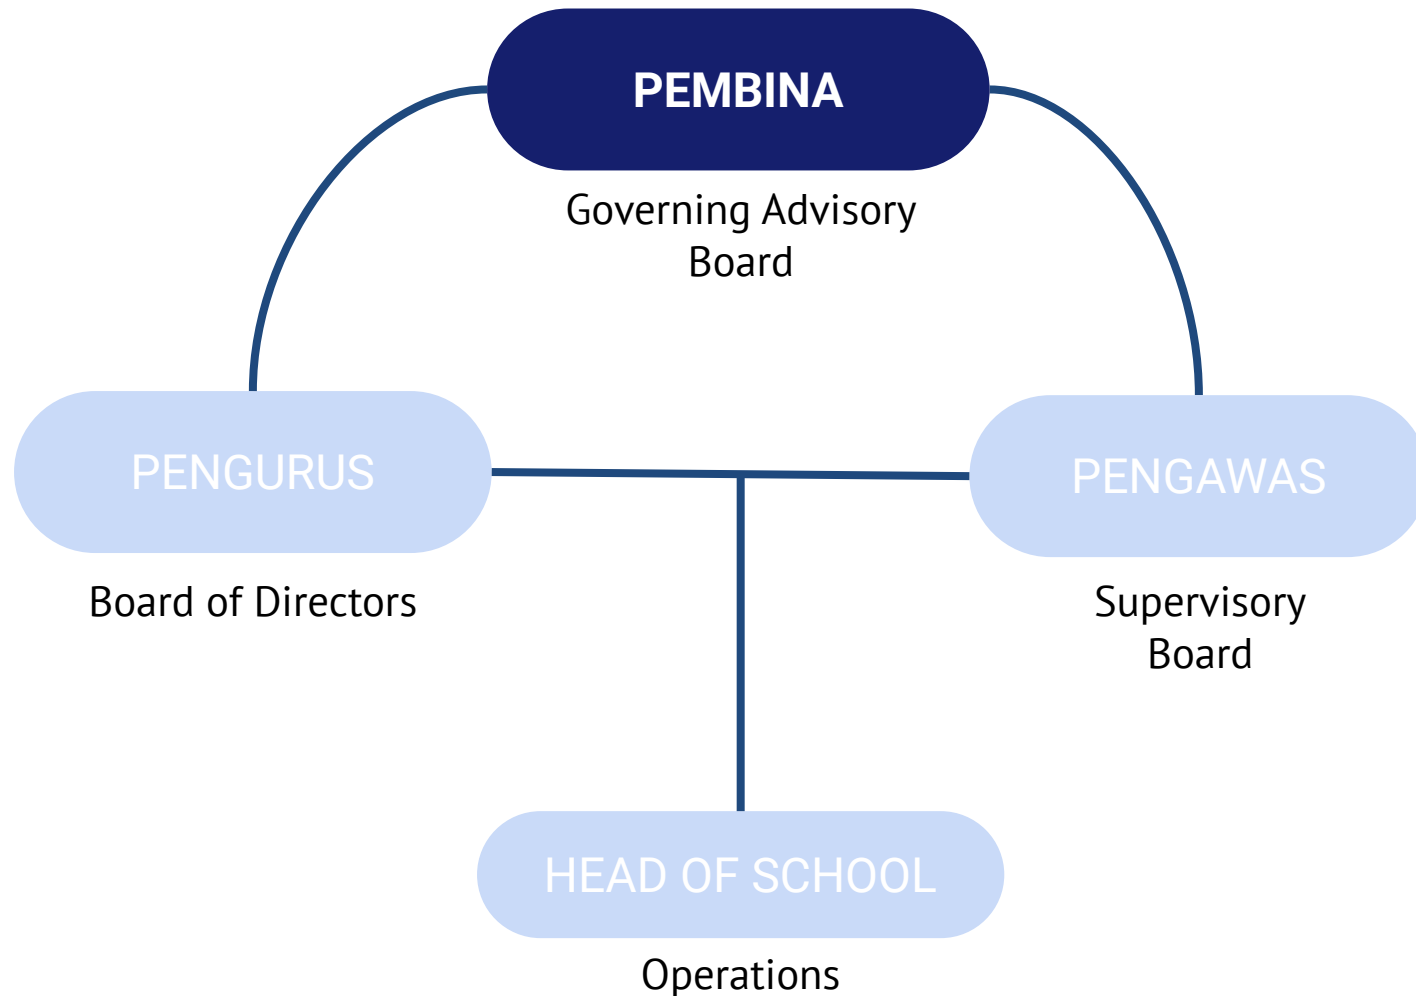 PEMBINA
Governing Advisory
Board
PENGURUS
Board of Directors
PENGAWAS
Supervisory
Board
HEAD OF SCHOOL
Operations